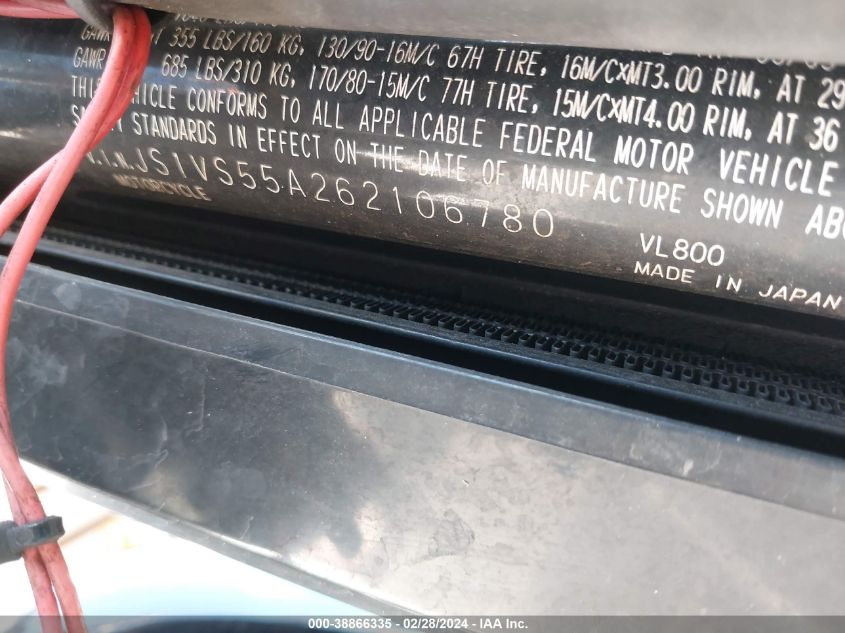 GAWR T 355 LBS/160 KG, 130/90-16M/C 67H TIRE, 16M/CxMT3.00 RIM, AT 29
GAWR 685 LBS/310 KG, 170/80-15M/C 77H TIRE, 15M/CxMT4.00 RIM, AT 36
THIS VEHICLE CONFORMS TO ALL APPLICABLE FEDERAL MOTOR VEHICLE
STANDARDS IN EFFECT ON THE DATE OF MANUFACTURE SHOWN ABO
V.I.N. JS1VS55A262106780
MOTORCYCLE
VL800
MADE IN JAPAN
000-38866335 - 02/28/2024 - IAA Inc.